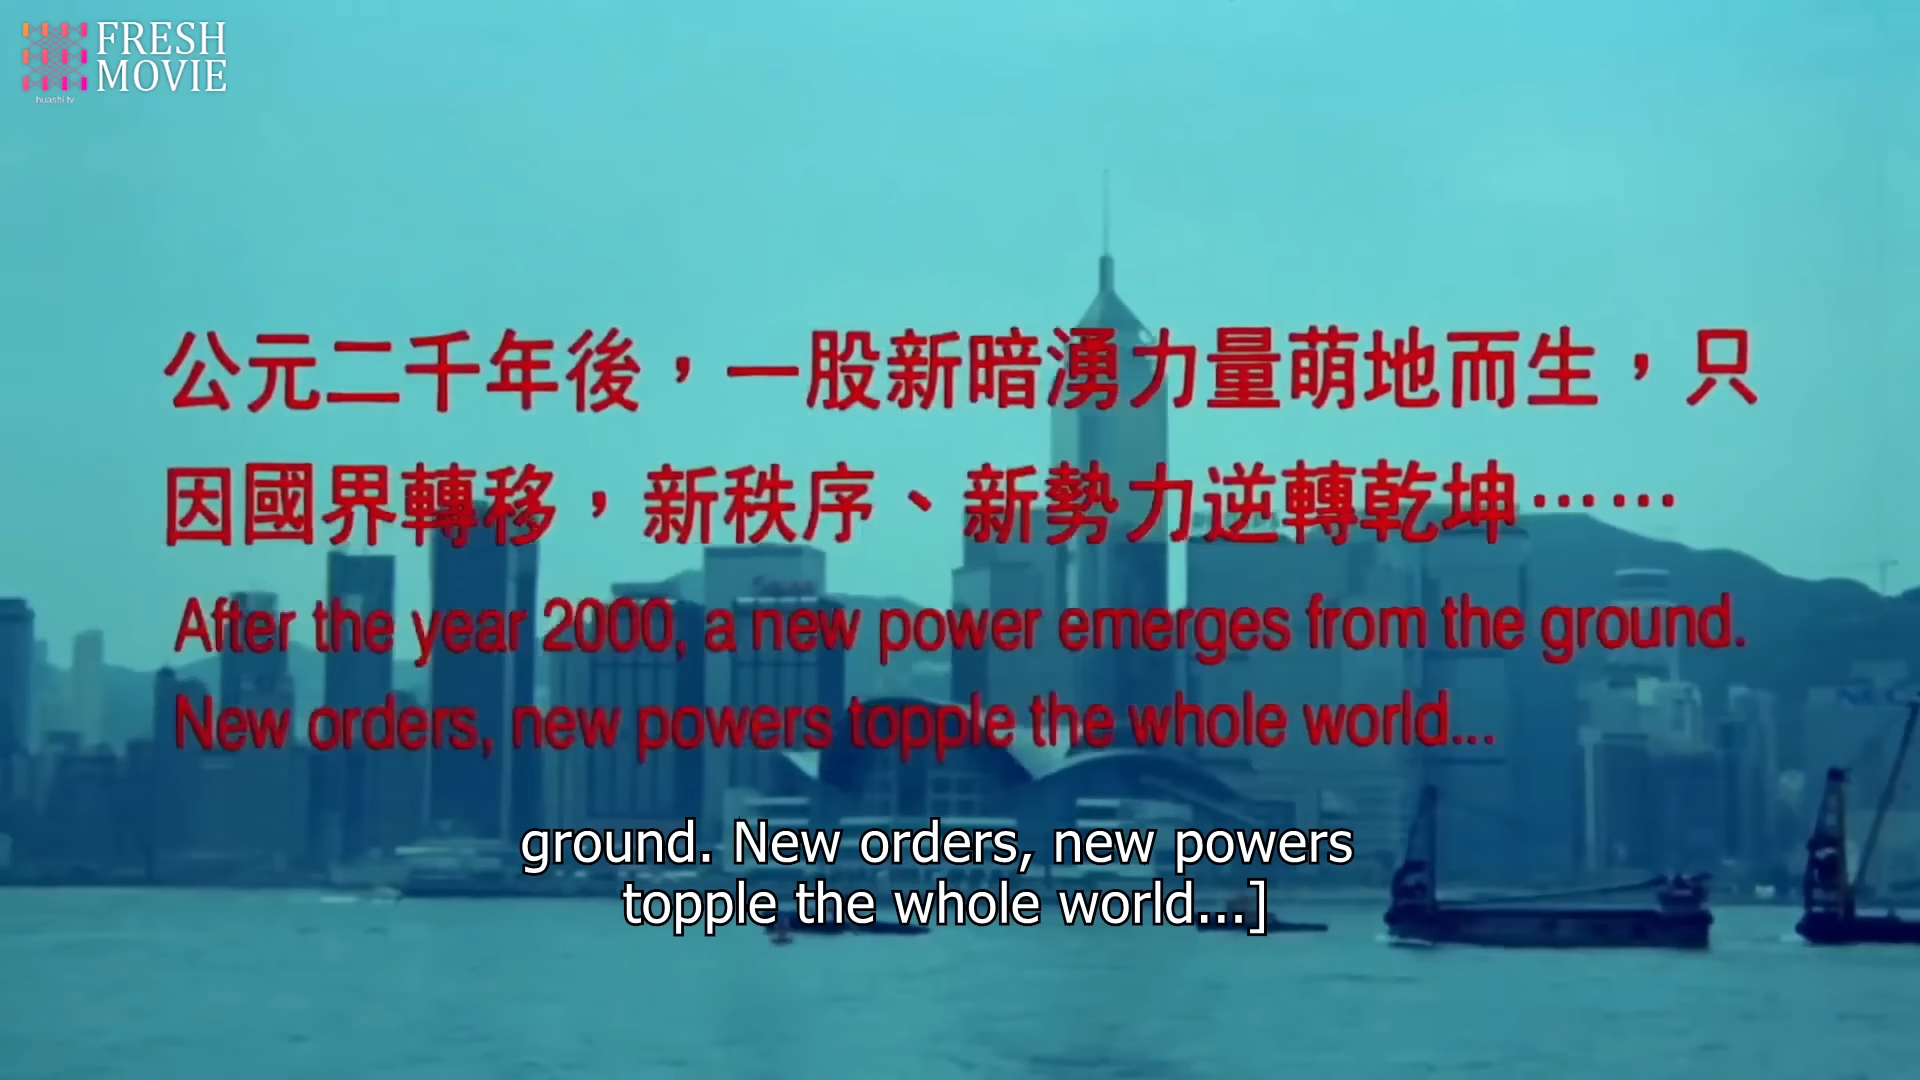 FRESH
MOVIE
huashi.tv
公元二千年後，一股新暗湧力量萌地而生，只
因國界轉移，新秩序、新勢力逆轉乾坤……
After the year 2000, a new power emerges from the ground.
New orders, new powers topple the whole world...
ground. New orders, new powers
topple the whole world...]